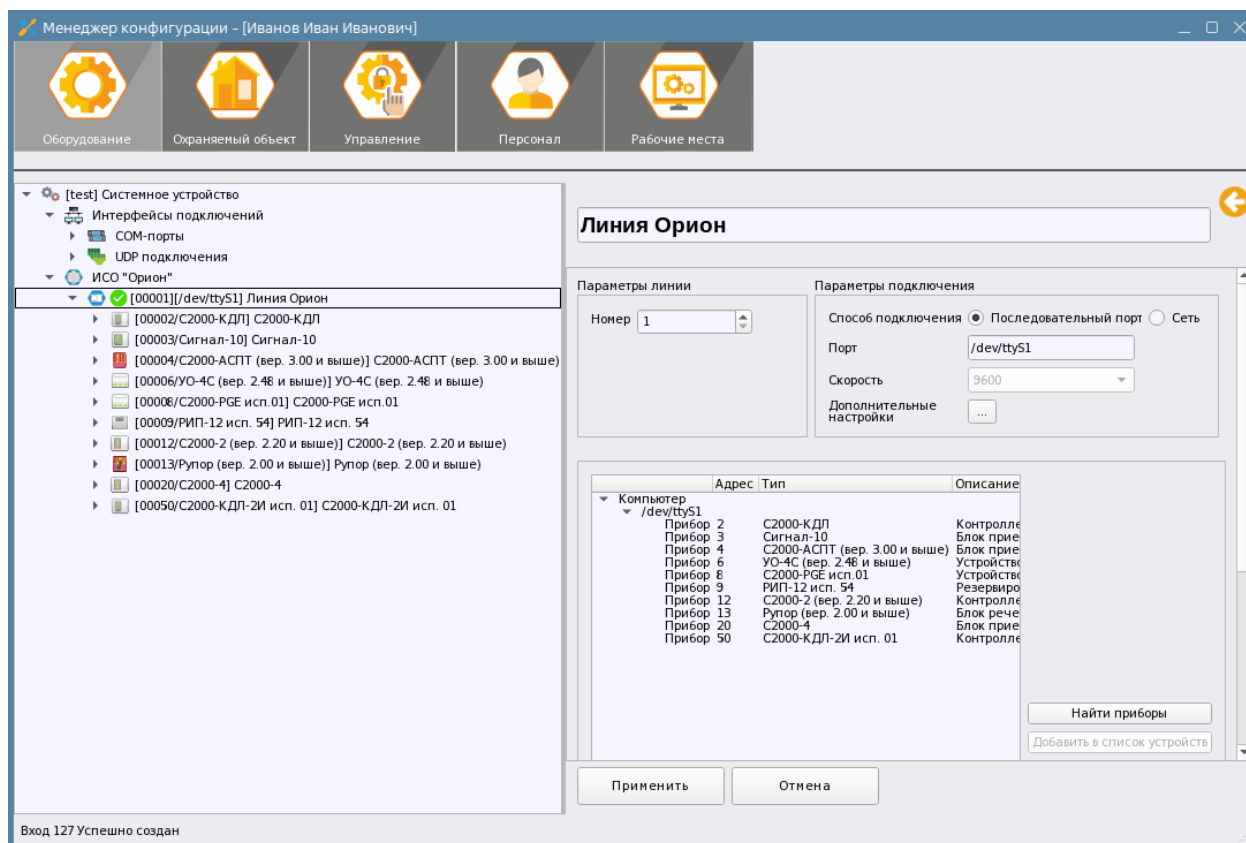 Менеджер конфигурации - [Иванов Иван Иванович]
Оборудование
Охраняемый объект
Управление
Персонал
Рабочие места
[test] Системное устройство
Интерфейсы подключений
COM-порты
UDP подключения
ИСО "Орион"
[00001][/dev/ttyS1] Линия Орион
[00002/С2000-КДЛ] С2000-КДЛ
[00003/Сигнал-10] Сигнал-10
[00004/С2000-АСПТ (вер. 3.00 и выше)] С2000-АСПТ (вер. 3.00 и выше)
[00006/УО-4С (вер. 2.48 и выше)] УО-4С (вер. 2.48 и выше)
[00008/С2000-PGE исп.01] С2000-PGE исп.01
[00009/РИП-12 исп. 54] РИП-12 исп. 54
[00012/С2000-2 (вер. 2.20 и выше)] С2000-2 (вер. 2.20 и выше)
[00013/Рупор (вер. 2.00 и выше)] Рупор (вер. 2.00 и выше)
[00020/С2000-4] С2000-4
[00050/С2000-КДЛ-2И исп. 01] С2000-КДЛ-2И исп. 01
Линия Орион
Параметры линии
Номер 1
Параметры подключения
Способ подключения Последовательный порт Сеть
Порт /dev/ttyS1
Скорость 9600
Дополнительные
настройки ...
Адрес Тип Описание
Компьютер
/dev/ttyS1
Прибор 2 С2000-КДЛ Контролле
Прибор 3 Сигнал-10 Блок прие
Прибор 4 С2000-АСПТ (вер. 3.00 и выше) Блок прие
Прибор 6 УО-4С (вер. 2.48 и выше) Устройство
Прибор 8 С2000-PGE исп.01 Устройство
Прибор 9 РИП-12 исп. 54 Резервиро
Прибор 12 С2000-2 (вер. 2.20 и выше) Контролле
Прибор 13 Рупор (вер. 2.00 и выше) Блок рече
Прибор 20 С2000-4 Блок прие
Прибор 50 С2000-КДЛ-2И исп. 01 Контролле
Найти приборы
Добавить в список устройств
Применить
Отмена
Вход 127 Успешно создан